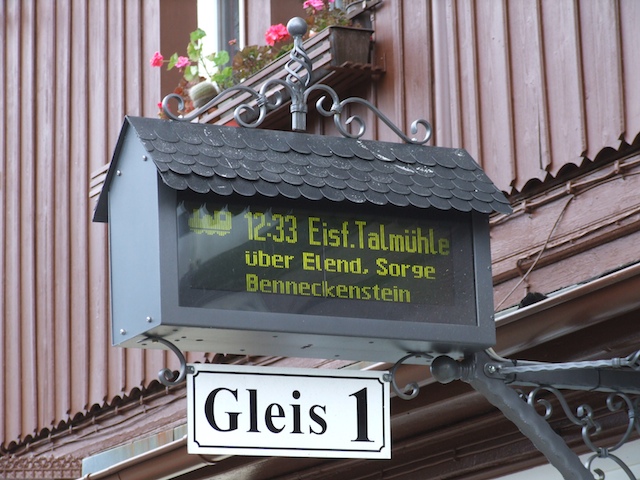 12:33 Eisf.Talmühle
über Elend, Sorge
Benneckenstein
Gleis 1